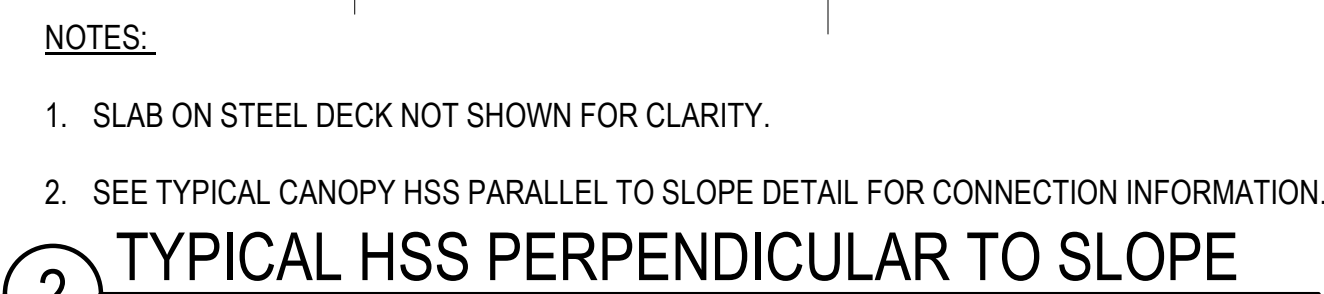 NOTES:
1. SLAB ON STEEL DECK NOT SHOWN FOR CLARITY.
2. SEE TYPICAL CANOPY HSS PARALLEL TO SLOPE DETAIL FOR CONNECTION INFORMATION.
2 TYPICAL HSS PERPENDICULAR TO SLOPE